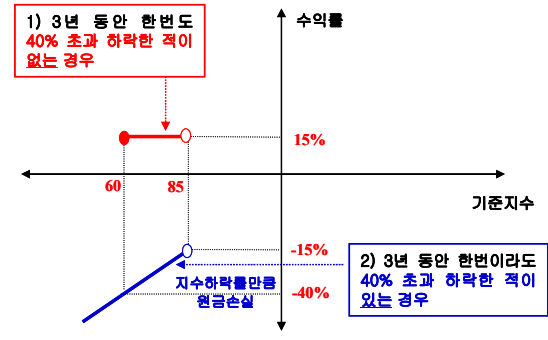 1) 3년 동안 한번도
40% 초과 하락한 적이
없는 경우
수익률
15%
60
85
기준지수
-15%
지수하락률만큼
원금손실
-40%
2) 3년 동안 한번이라도
40% 초과 하락한 적이
있는 경우